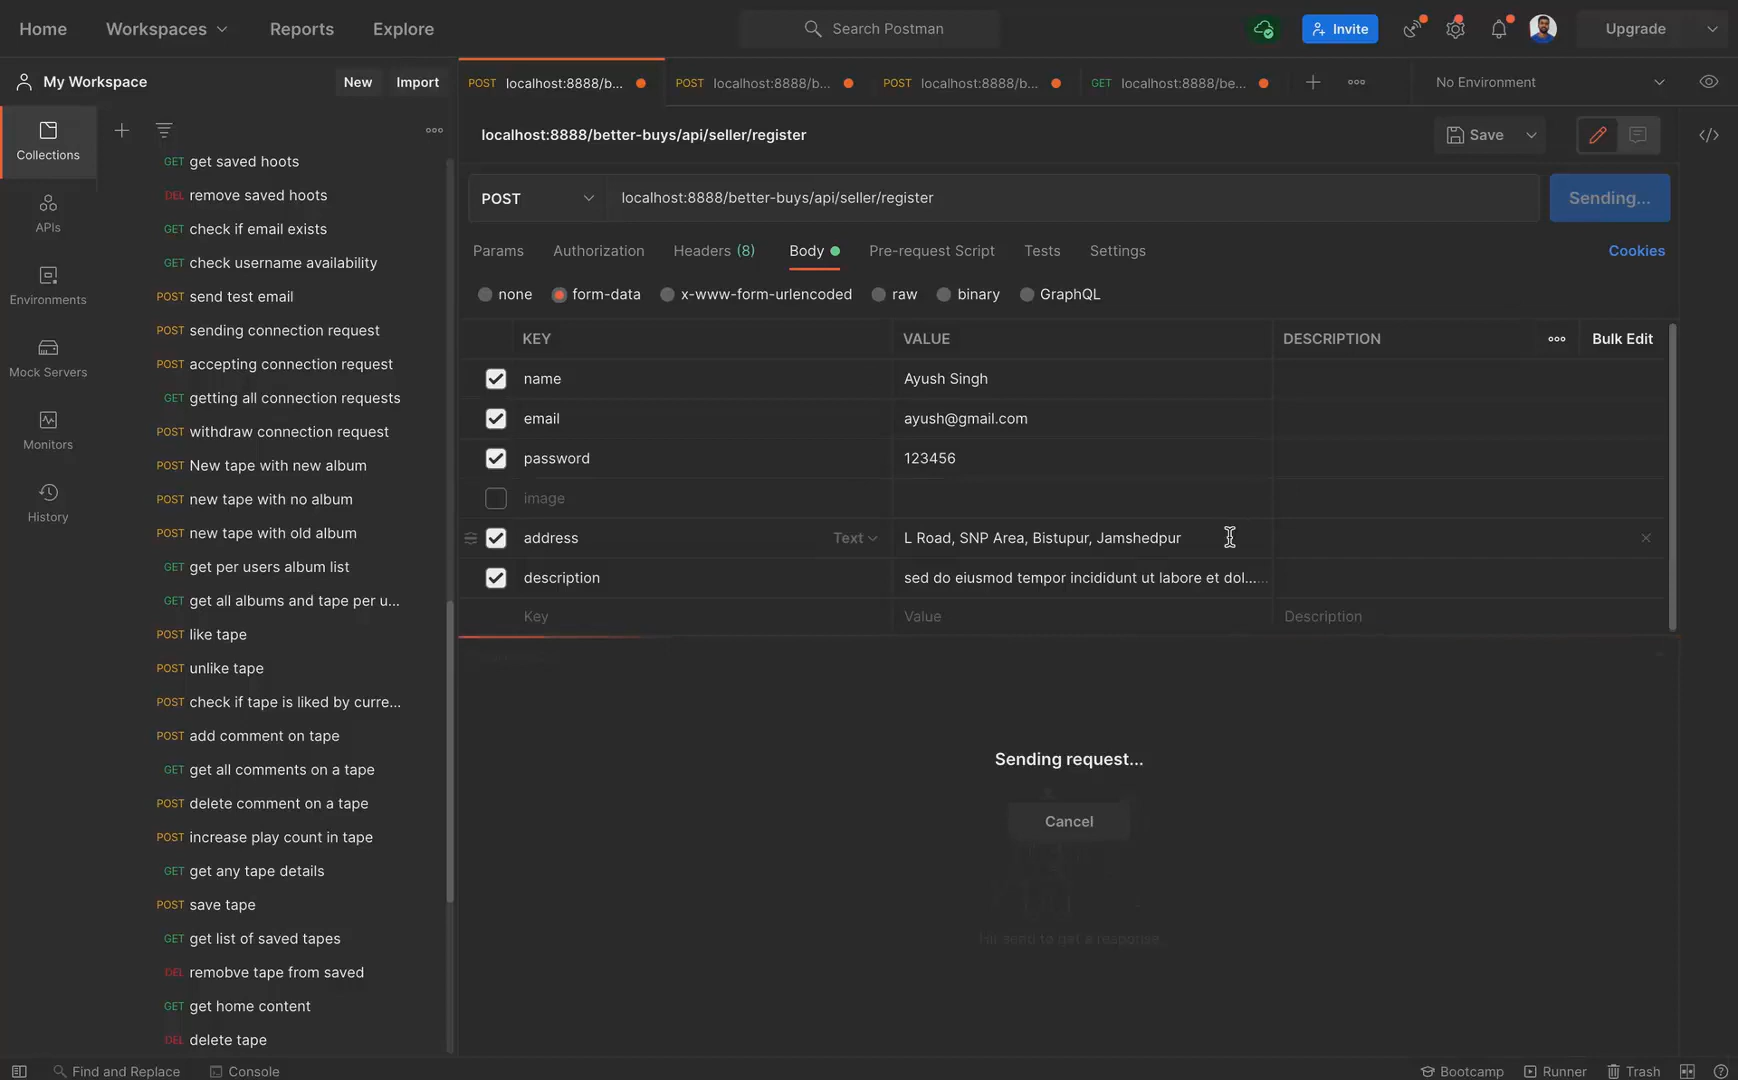 Home
Workspaces
Reports
Explore
Search Postman
Invite
Upgrade
My Workspace
New
Import
POST localhost:8888/b...
POST localhost:8888/b...
POST localhost:8888/b...
GET localhost:8888/be...
No Environment
Collections
APIs
Environments
Mock Servers
Monitors
History
GET get saved hoots
DEL remove saved hoots
GET check if email exists
GET check username availability
POST send test email
POST sending connection request
POST accepting connection request
GET getting all connection requests
POST withdraw connection request
POST New tape with new album
POST new tape with no album
POST new tape with old album
GET get per users album list
GET get all albums and tape per u...
POST like tape
POST unlike tape
POST check if tape is liked by curre...
POST add comment on tape
GET get all comments on a tape
POST delete comment on a tape
POST increase play count in tape
GET get any tape details
POST save tape
GET get list of saved tapes
DEL remobve tape from saved
GET get home content
DEL delete tape
localhost:8888/better-buys/api/seller/register
Save
POST
localhost:8888/better-buys/api/seller/register
Sending...
Params
Authorization
Headers (8)
Body
Pre-request Script
Tests
Settings
Cookies
none
form-data
x-www-form-urlencoded
raw
binary
GraphQL
KEY
VALUE
DESCRIPTION
Bulk Edit
name
Ayush Singh
email
ayush@gmail.com
password
123456
image
address
Text
L Road, SNP Area, Bistupur, Jamshedpur
description
sed do eiusmod tempor incididunt ut labore et dol...
Key
Value
Description
Sending request...
Cancel
Hit send to get a response
Find and Replace
Console
Bootcamp
Runner
Trash